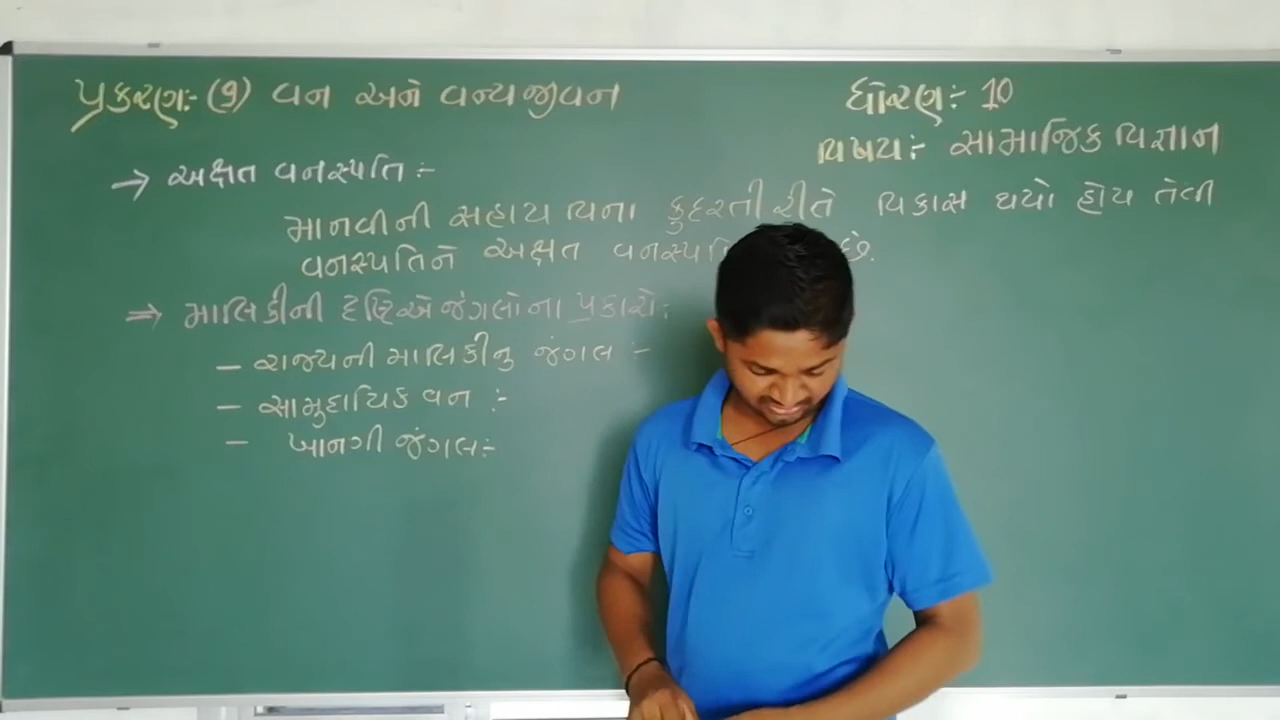 પ્રકરણ:- (9) વન અને વન્યજીવન
ધોરણ:- 10
વિષય:- સામાજિક વિજ્ઞાન
→ અક્ષત વનસ્પતિ:-
માનવીની સહાય વિના કુદરતી રીતે વિકાસ થયો હોય તેવી
વનસ્પતિને અક્ષત વનસ્પતિ છે.
⇒ માલિકીની દૃષ્ટિએ જંગલોના પ્રકારો:
- રાજ્યની માલિકીનુ જંગલ :-
- સામુદાયિક વન :-
- ખાનગી જંગલ:-